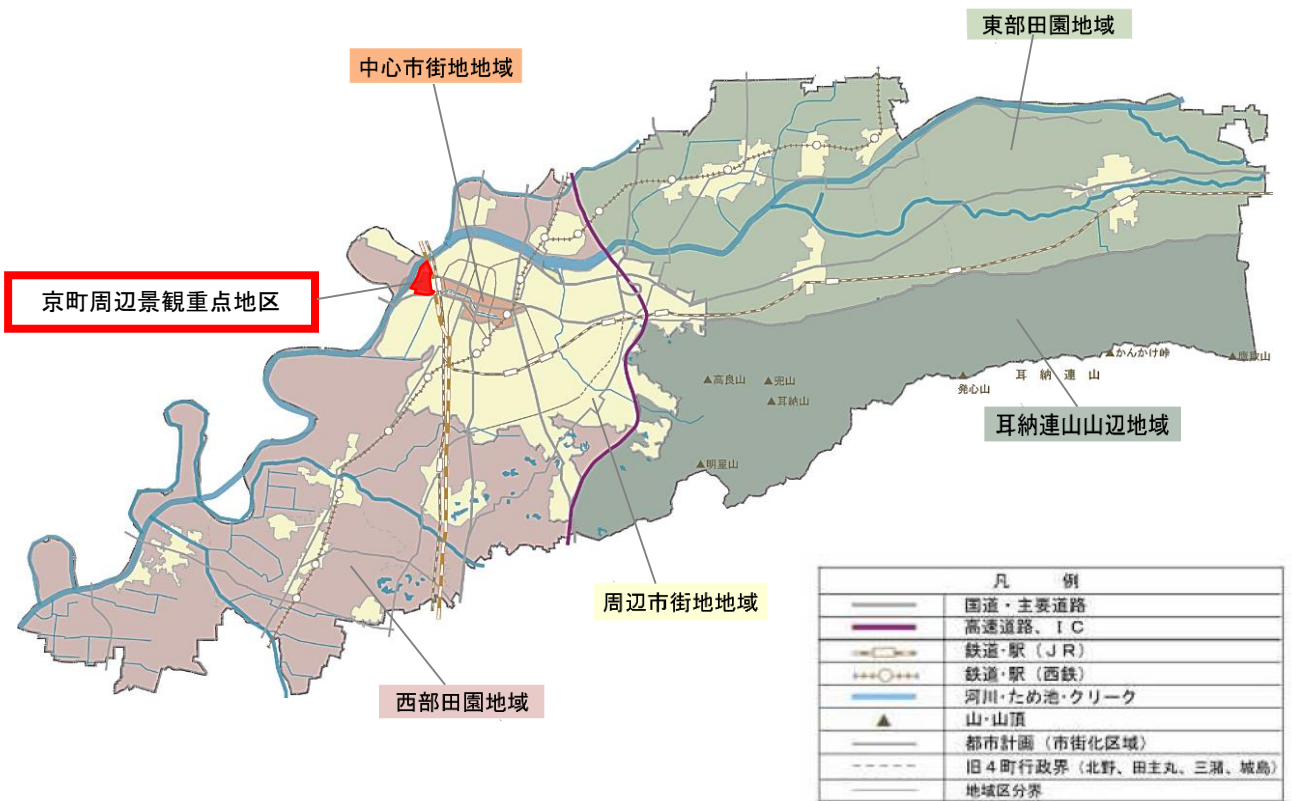 東部田園地域
中心市街地地域
京町周辺景観重点地区
▲かんかけ峠
▲鷹取山
▲高良山
▲兜山
発心山
耳納連山
▲耳納山
耳納連山山辺地域
▲明星山
周辺市街地地域
西部田園地域
凡 例
国道・主要道路
高速道路、IC
鉄道・駅(JR)
鉄道・駅(西鉄)
河川・ため池・クリーク
山・山頂
都市計画(市街化区域)
旧4町行政界(北野、田主丸、三潴、城島)
地域区分界